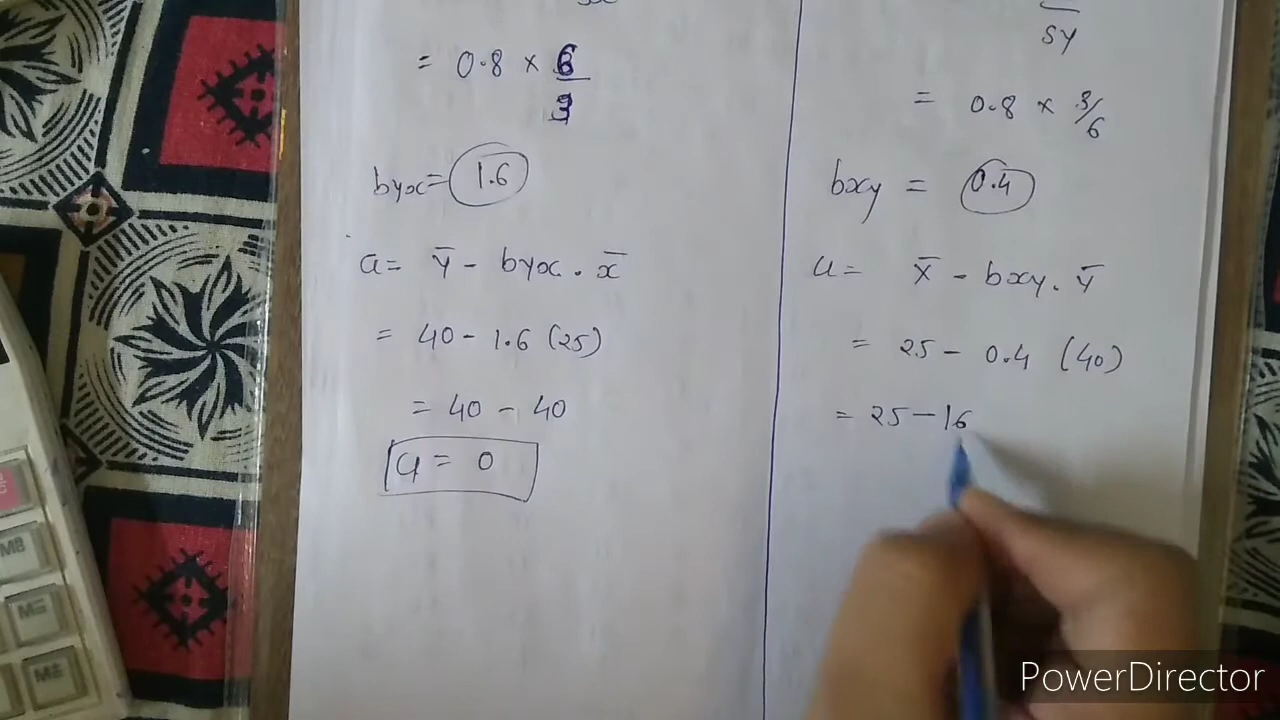 = 0.8 × 6/3
byx = 1.6
a = ȳ - byx . x̄
= 40 - 1.6 (25)
= 40 - 40
a = 0
SY
= 0.8 × 3/6
bxy = 0.4
a = x̄ - bxy . ȳ
= 25 - 0.4 (40)
= 25 - 16
PowerDirector